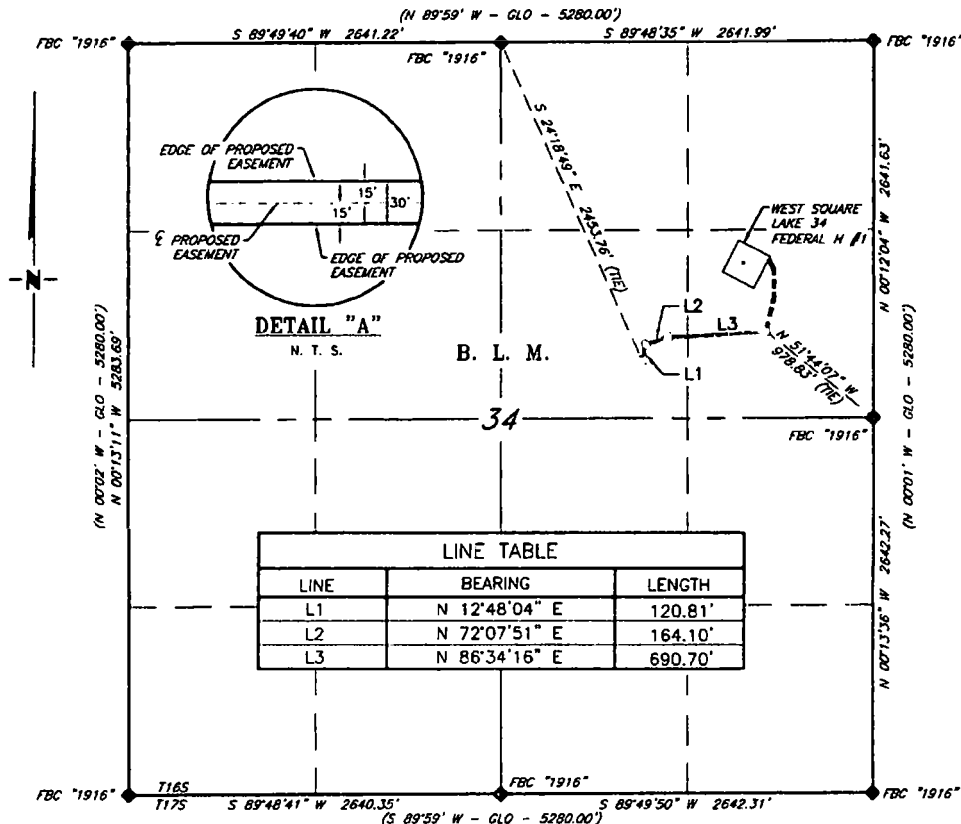 (N 89°59' W - GLO - 5280.00')
S 89°49'40" W 2641.22'
S 89°48'35" W 2641.99'
FBC "1916"
FBC "1916"
FBC "1916"
EDGE OF PROPOSED
EASEMENT
15'
15'
30'
℄ PROPOSED
EASEMENT
EDGE OF PROPOSED
EASEMENT
DETAIL "A"
N. T. S.
N
S 24°18'49" E 2453.76' (TIE)
WEST SQUARE
LAKE 34
FEDERAL H #1
N 00°12'04" W 2641.63'
(N 00°01' W - GLO - 5280.00')
L2
L3
L1
B. L. M.
N 51°44'07" W
978.83' (TIE)
(N 00°02' W - GLO - 5280.00')
N 00°13'11" W 5283.69'
34
FBC "1916"
N 00°13'36" W 2642.27'
LINE TABLE
LINE BEARING LENGTH
L1 N 12°48'04" E 120.81'
L2 N 72°07'51" E 164.10'
L3 N 86°34'16" E 690.70'
FBC "1916"
T16S
T17S
S 89°48'41" W 2640.35'
FBC "1916"
S 89°49'50" W 2642.31'
FBC "1916"
(S 89°59' W - GLO - 5280.00')